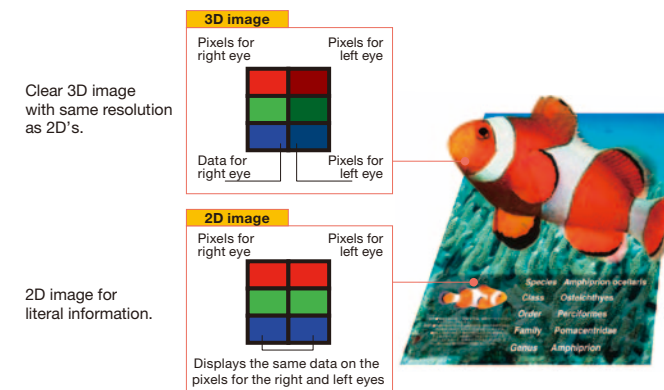 3D image
Pixels for
right eye
Pixels for
left eye
Clear 3D image
with same resolution
as 2D's.
Data for
right eye
Pixels for
left eye
2D image
Pixels for
right eye
Pixels for
left eye
2D image for
literal information.
Displays the same data on the
pixels for the right and left eyes
Species Amphiprion ocellaris
Class Osteichthyes
Order Perciformes
Family Pomacentridae
Genus Amphiprion